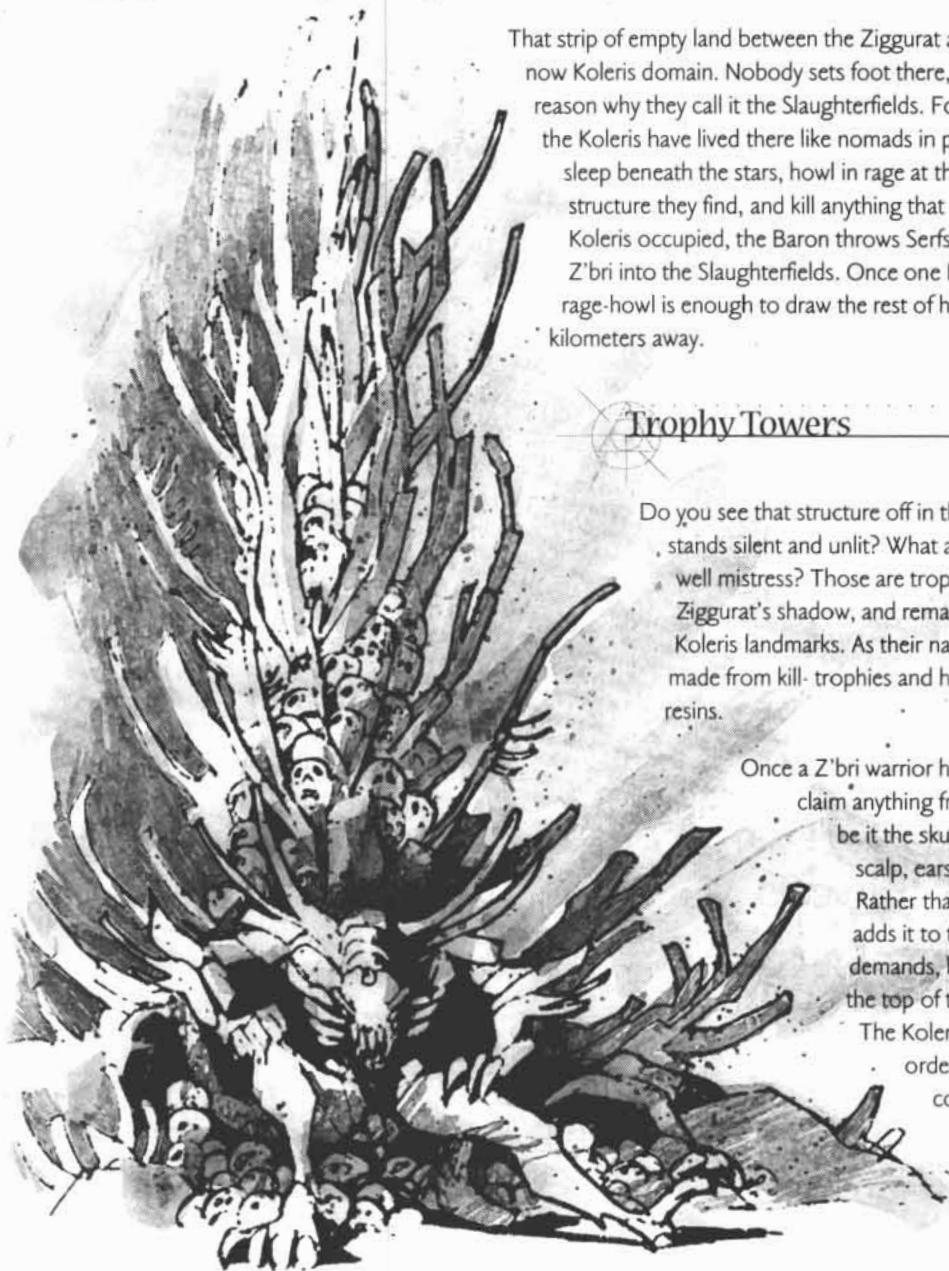 That strip of empty land between the Ziggurat a
now Koleris domain. Nobody sets foot there,
reason why they call it the Slaughterfields. Fo
the Koleris have lived there like nomads in p
sleep beneath the stars, howl in rage at th
structure they find, and kill anything that
Koleris occupied, the Baron throws Serfs
Z'bri into the Slaughterfields. Once one
rage-howl is enough to draw the rest of h
kilometers away.
Trophy Towers
Do you see that structure off in th
stands silent and unlit? What a
well mistress? Those are trop
Ziggurat's shadow, and rema
Koleris landmarks. As their na
made from kill- trophies and h
resins.
Once a Z'bri warrior h
claim anything fr
be it the sku
scalp, ears
Rather tha
adds it to
demands,
the top of t
The Koler
orde
co